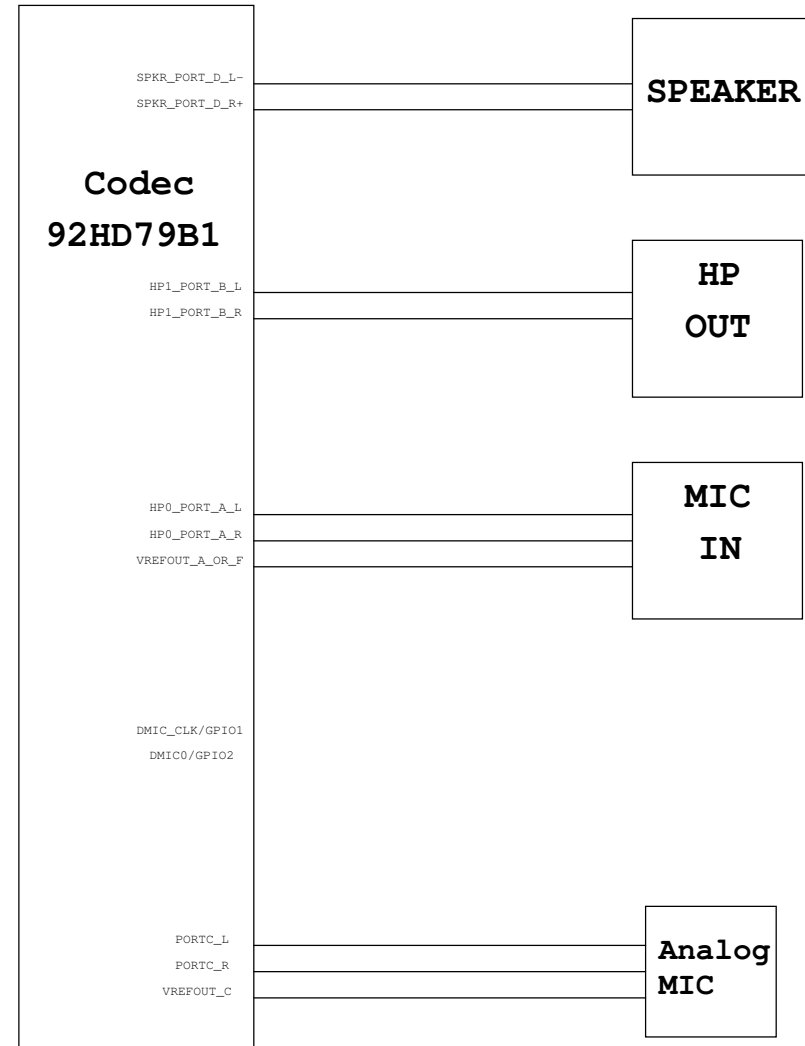 SPKR_PORT_D_L-
SPKR_PORT_D_R+
SPEAKER
Codec
92HD79B1
HP1_PORT_B_L
HP1_PORT_B_R
HP
OUT
HP0_PORT_A_L
HP0_PORT_A_R
VREFOUT_A_OR_F
MIC
IN
DMIC_CLK/GPIO1
DMIC0/GPIO2
PORTC_L
PORTC_R
VREFOUT_C
Analog
MIC